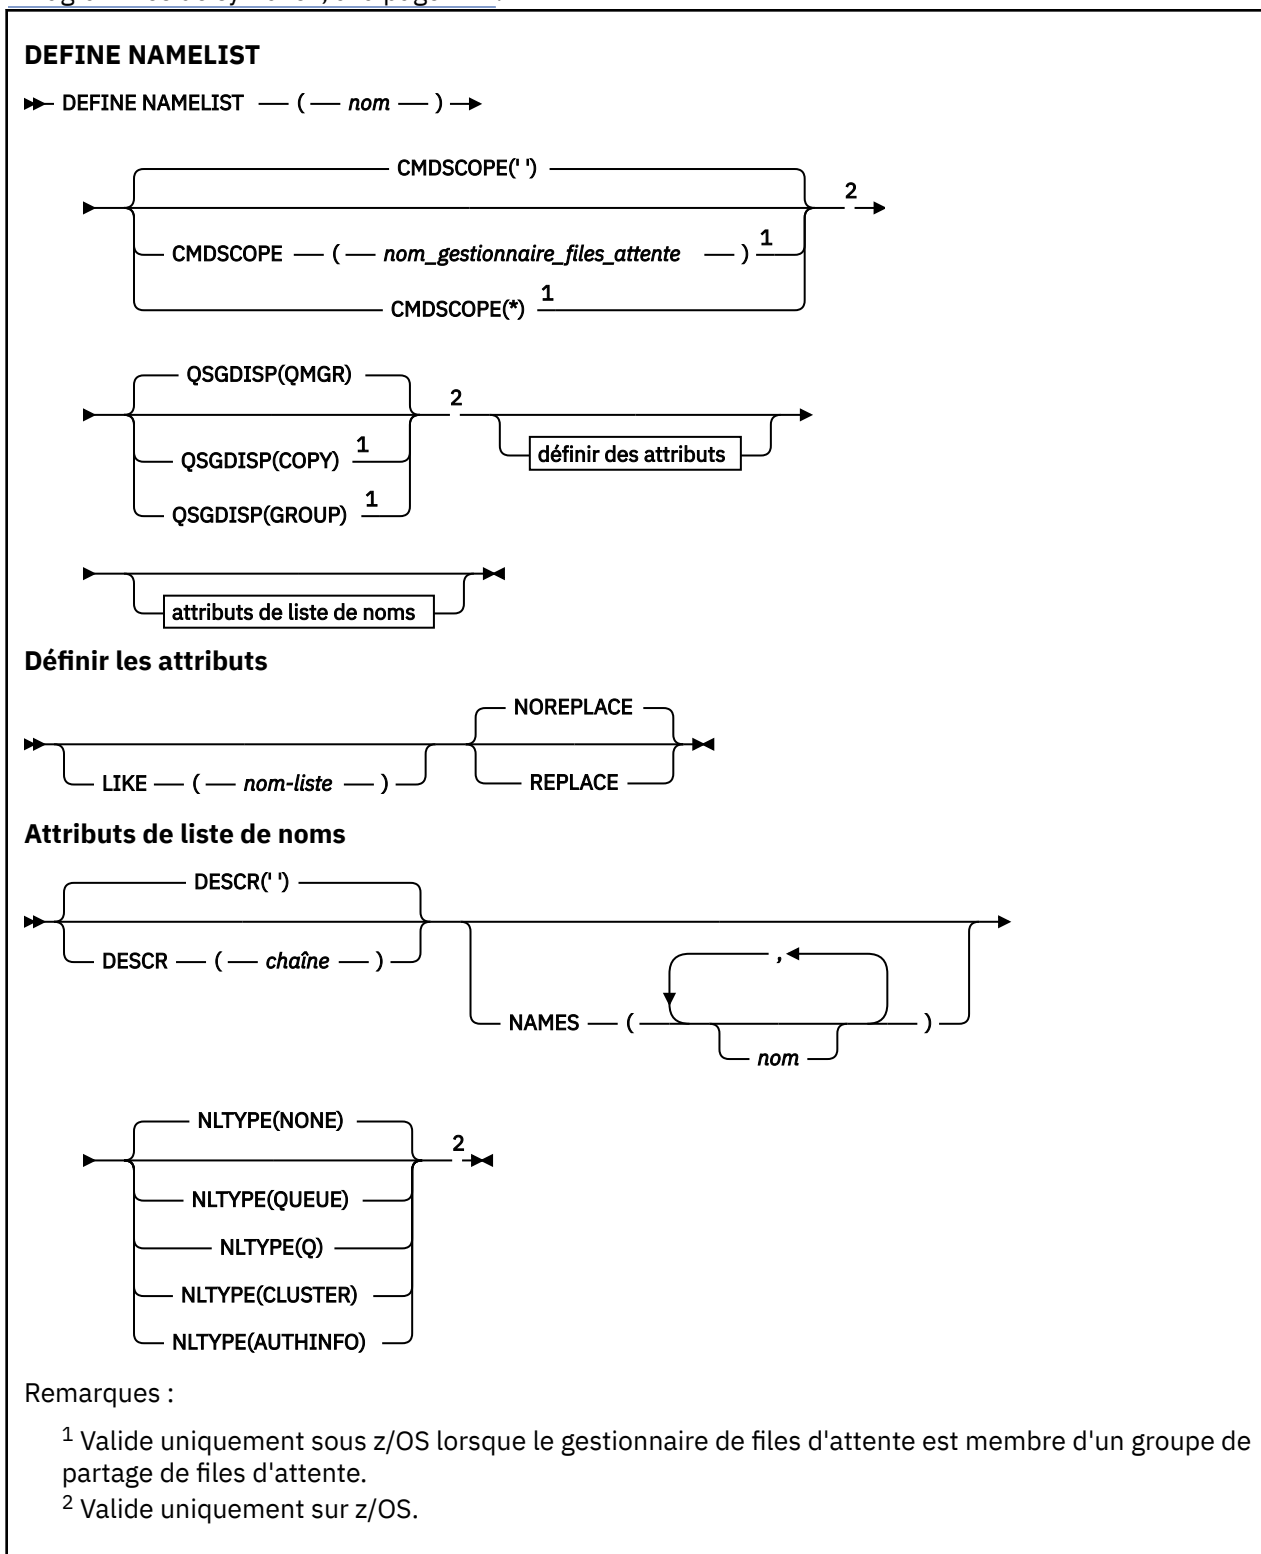 DEFINE NAMELIST
DEFINE NAMELIST ( nom )
CMDSCOPE(' ')
2
CMDSCOPE ( nom_gestionnaire_files_attente ) 1
CMDSCOPE(*) 1
QSGDISP(QMGR)
2
QSGDISP(COPY) 1
définir des attributs
QSGDISP(GROUP) 1
attributs de liste de noms
Définir les attributs
NOREPLACE
LIKE ( nom-liste )
REPLACE
Attributs de liste de noms
DESCR(' ')
DESCR ( chaîne )
,
NAMES ( )
nom
NLTYPE(NONE)
2
NLTYPE(QUEUE)
NLTYPE(Q)
NLTYPE(CLUSTER)
NLTYPE(AUTHINFO)
Remarques :
1 Valide uniquement sous z/OS lorsque le gestionnaire de files d'attente est membre d'un groupe de
partage de files d'attente.
2 Valide uniquement sur z/OS.